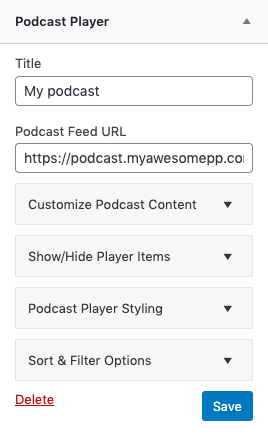 Podcast Player
Title
My podcast
Podcast Feed URL
https://podcast.myawesomepp.co
Customize Podcast Content
Show/Hide Player Items
Podcast Player Styling
Sort & Filter Options
Delete
Save